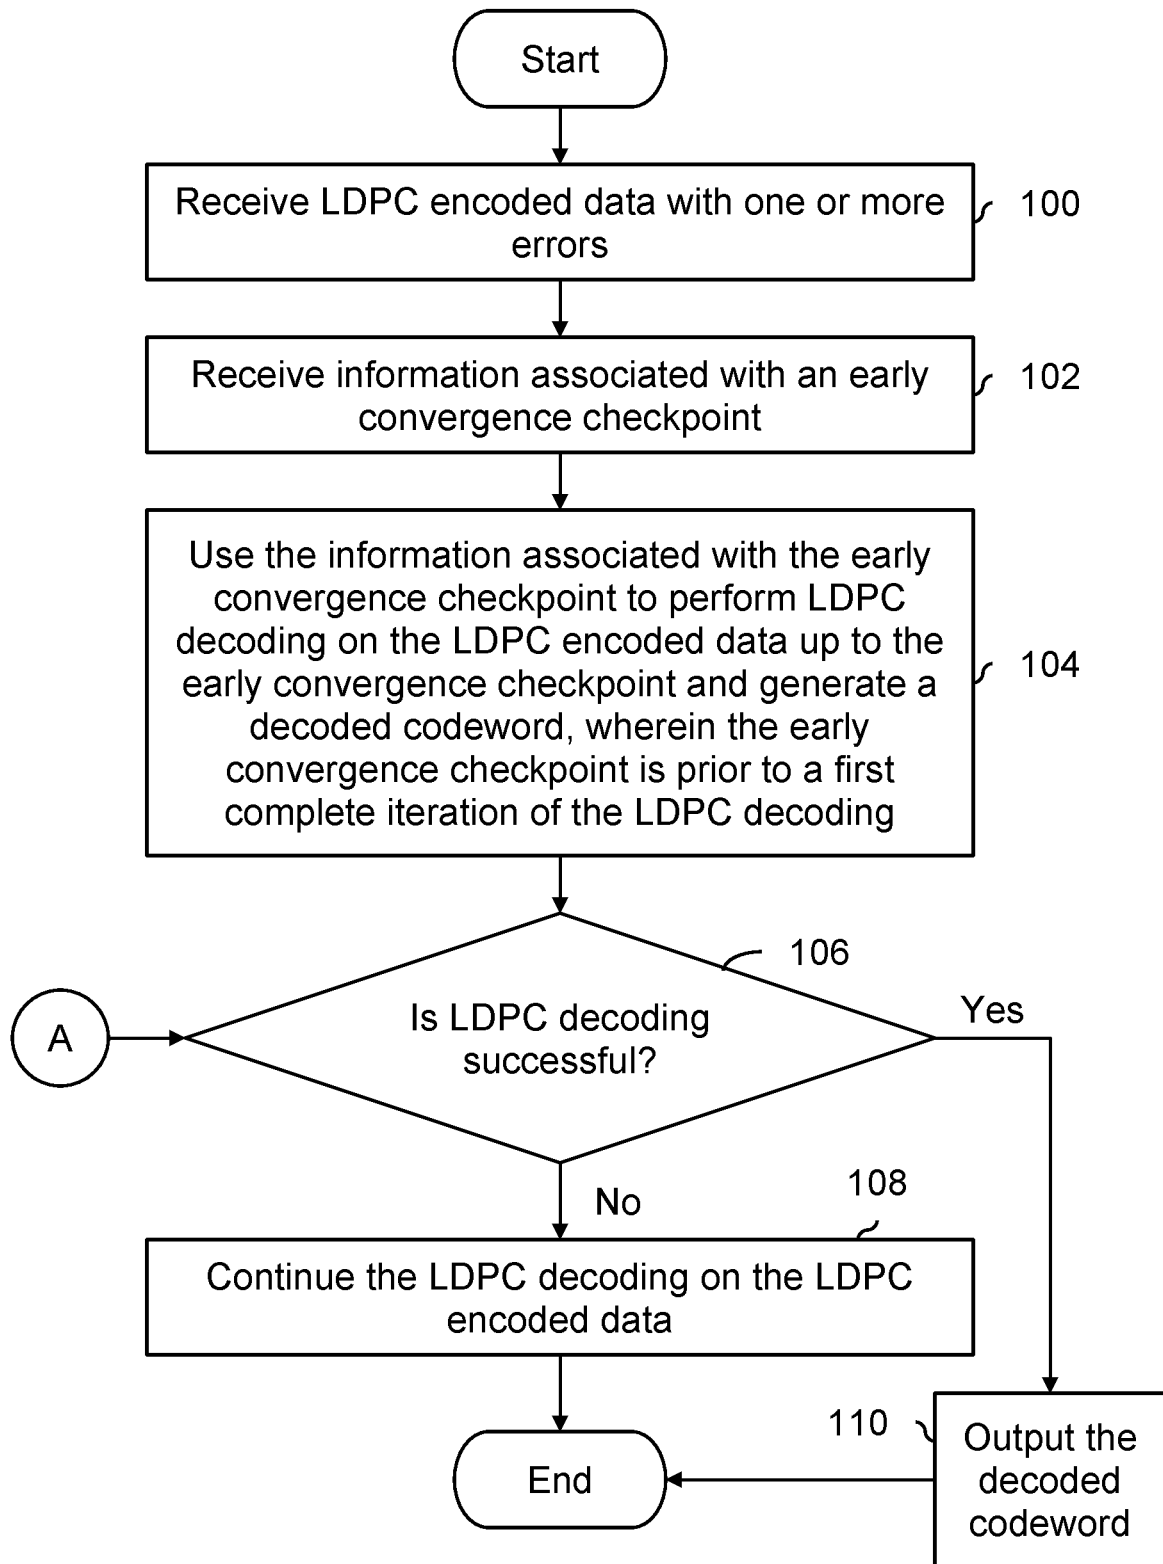 Start
Receive LDPC encoded data with one or more
errors
100
Receive information associated with an early
convergence checkpoint
102
Use the information associated with the early
convergence checkpoint to perform LDPC
decoding on the LDPC encoded data up to the
early convergence checkpoint and generate a
decoded codeword, wherein the early
convergence checkpoint is prior to a first
complete iteration of the LDPC decoding
104
106
A
Is LDPC decoding
successful?
Yes
No
108
Continue the LDPC decoding on the LDPC
encoded data
110
Output the
decoded
codeword
End